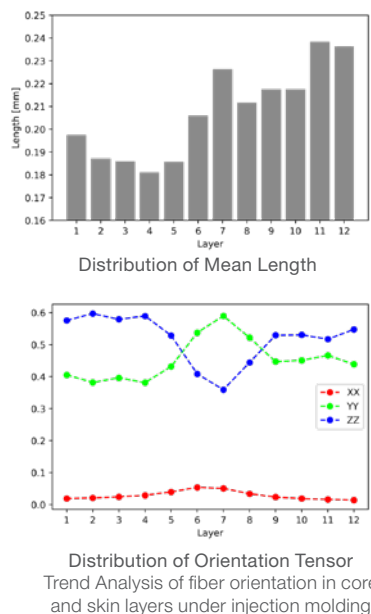 0.25
0.24
0.23
0.22
0.21
0.20
0.19
0.18
0.17
0.16
Length [mm]
1 2 3 4 5 6 7 8 9 10 11 12
Layer
Distribution of Mean Length
0.6
0.5
0.4
0.3
0.2
0.1
0.0
XX
YY
ZZ
1 2 3 4 5 6 7 8 9 10 11 12
Layer
Distribution of Orientation Tensor
Trend Analysis of fiber orientation in core
and skin layers under injection molding